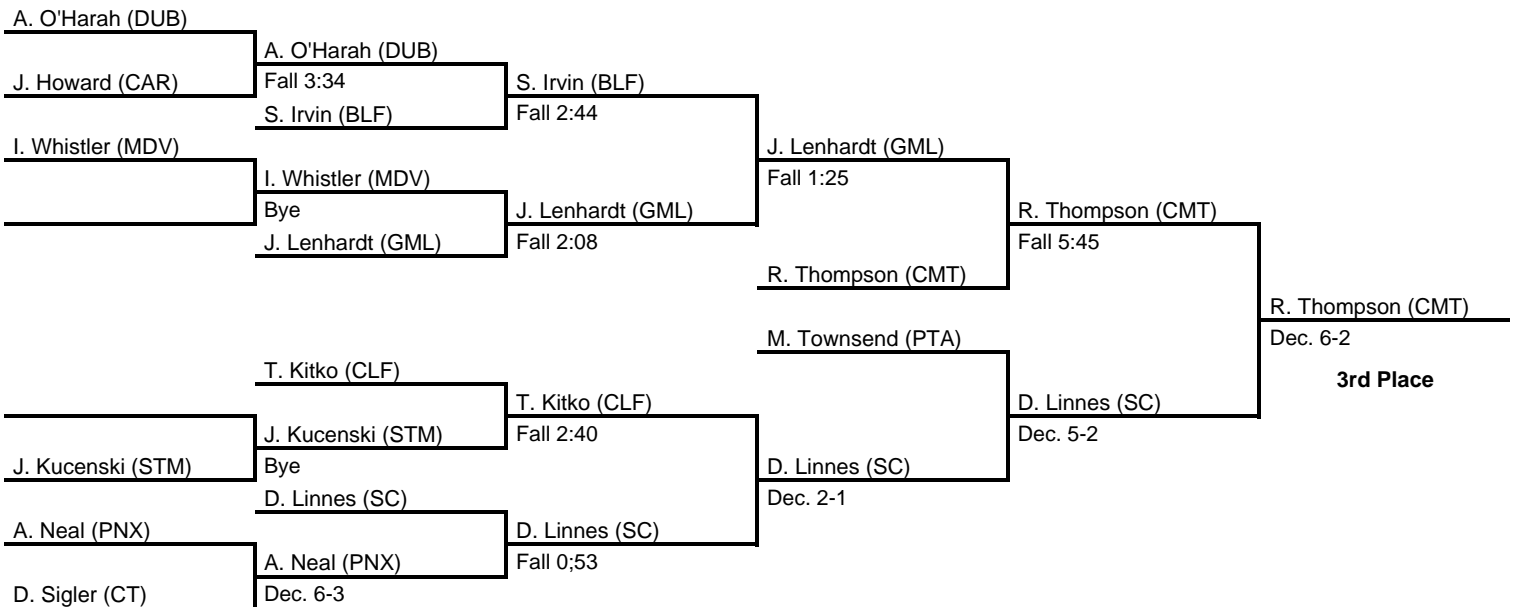 A. O'Harah (DUB)
A. O'Harah (DUB)
J. Howard (CAR)
Fall 3:34
S. Irvin (BLF)
S. Irvin (BLF)
Fall 2:44
I. Whistler (MDV)
J. Lenhardt (GML)
I. Whistler (MDV)
Fall 1:25
Bye
J. Lenhardt (GML)
R. Thompson (CMT)
J. Lenhardt (GML)
Fall 2:08
Fall 5:45
R. Thompson (CMT)
R. Thompson (CMT)
M. Townsend (PTA)
Dec. 6-2
T. Kitko (CLF)
3rd Place
T. Kitko (CLF)
D. Linnes (SC)
J. Kucenski (STM)
Fall 2:40
Dec. 5-2
J. Kucenski (STM)
Bye
D. Linnes (SC)
D. Linnes (SC)
Dec. 2-1
A. Neal (PNX)
D. Linnes (SC)
A. Neal (PNX)
Fall 0;53
D. Sigler (CT)
Dec. 6-3